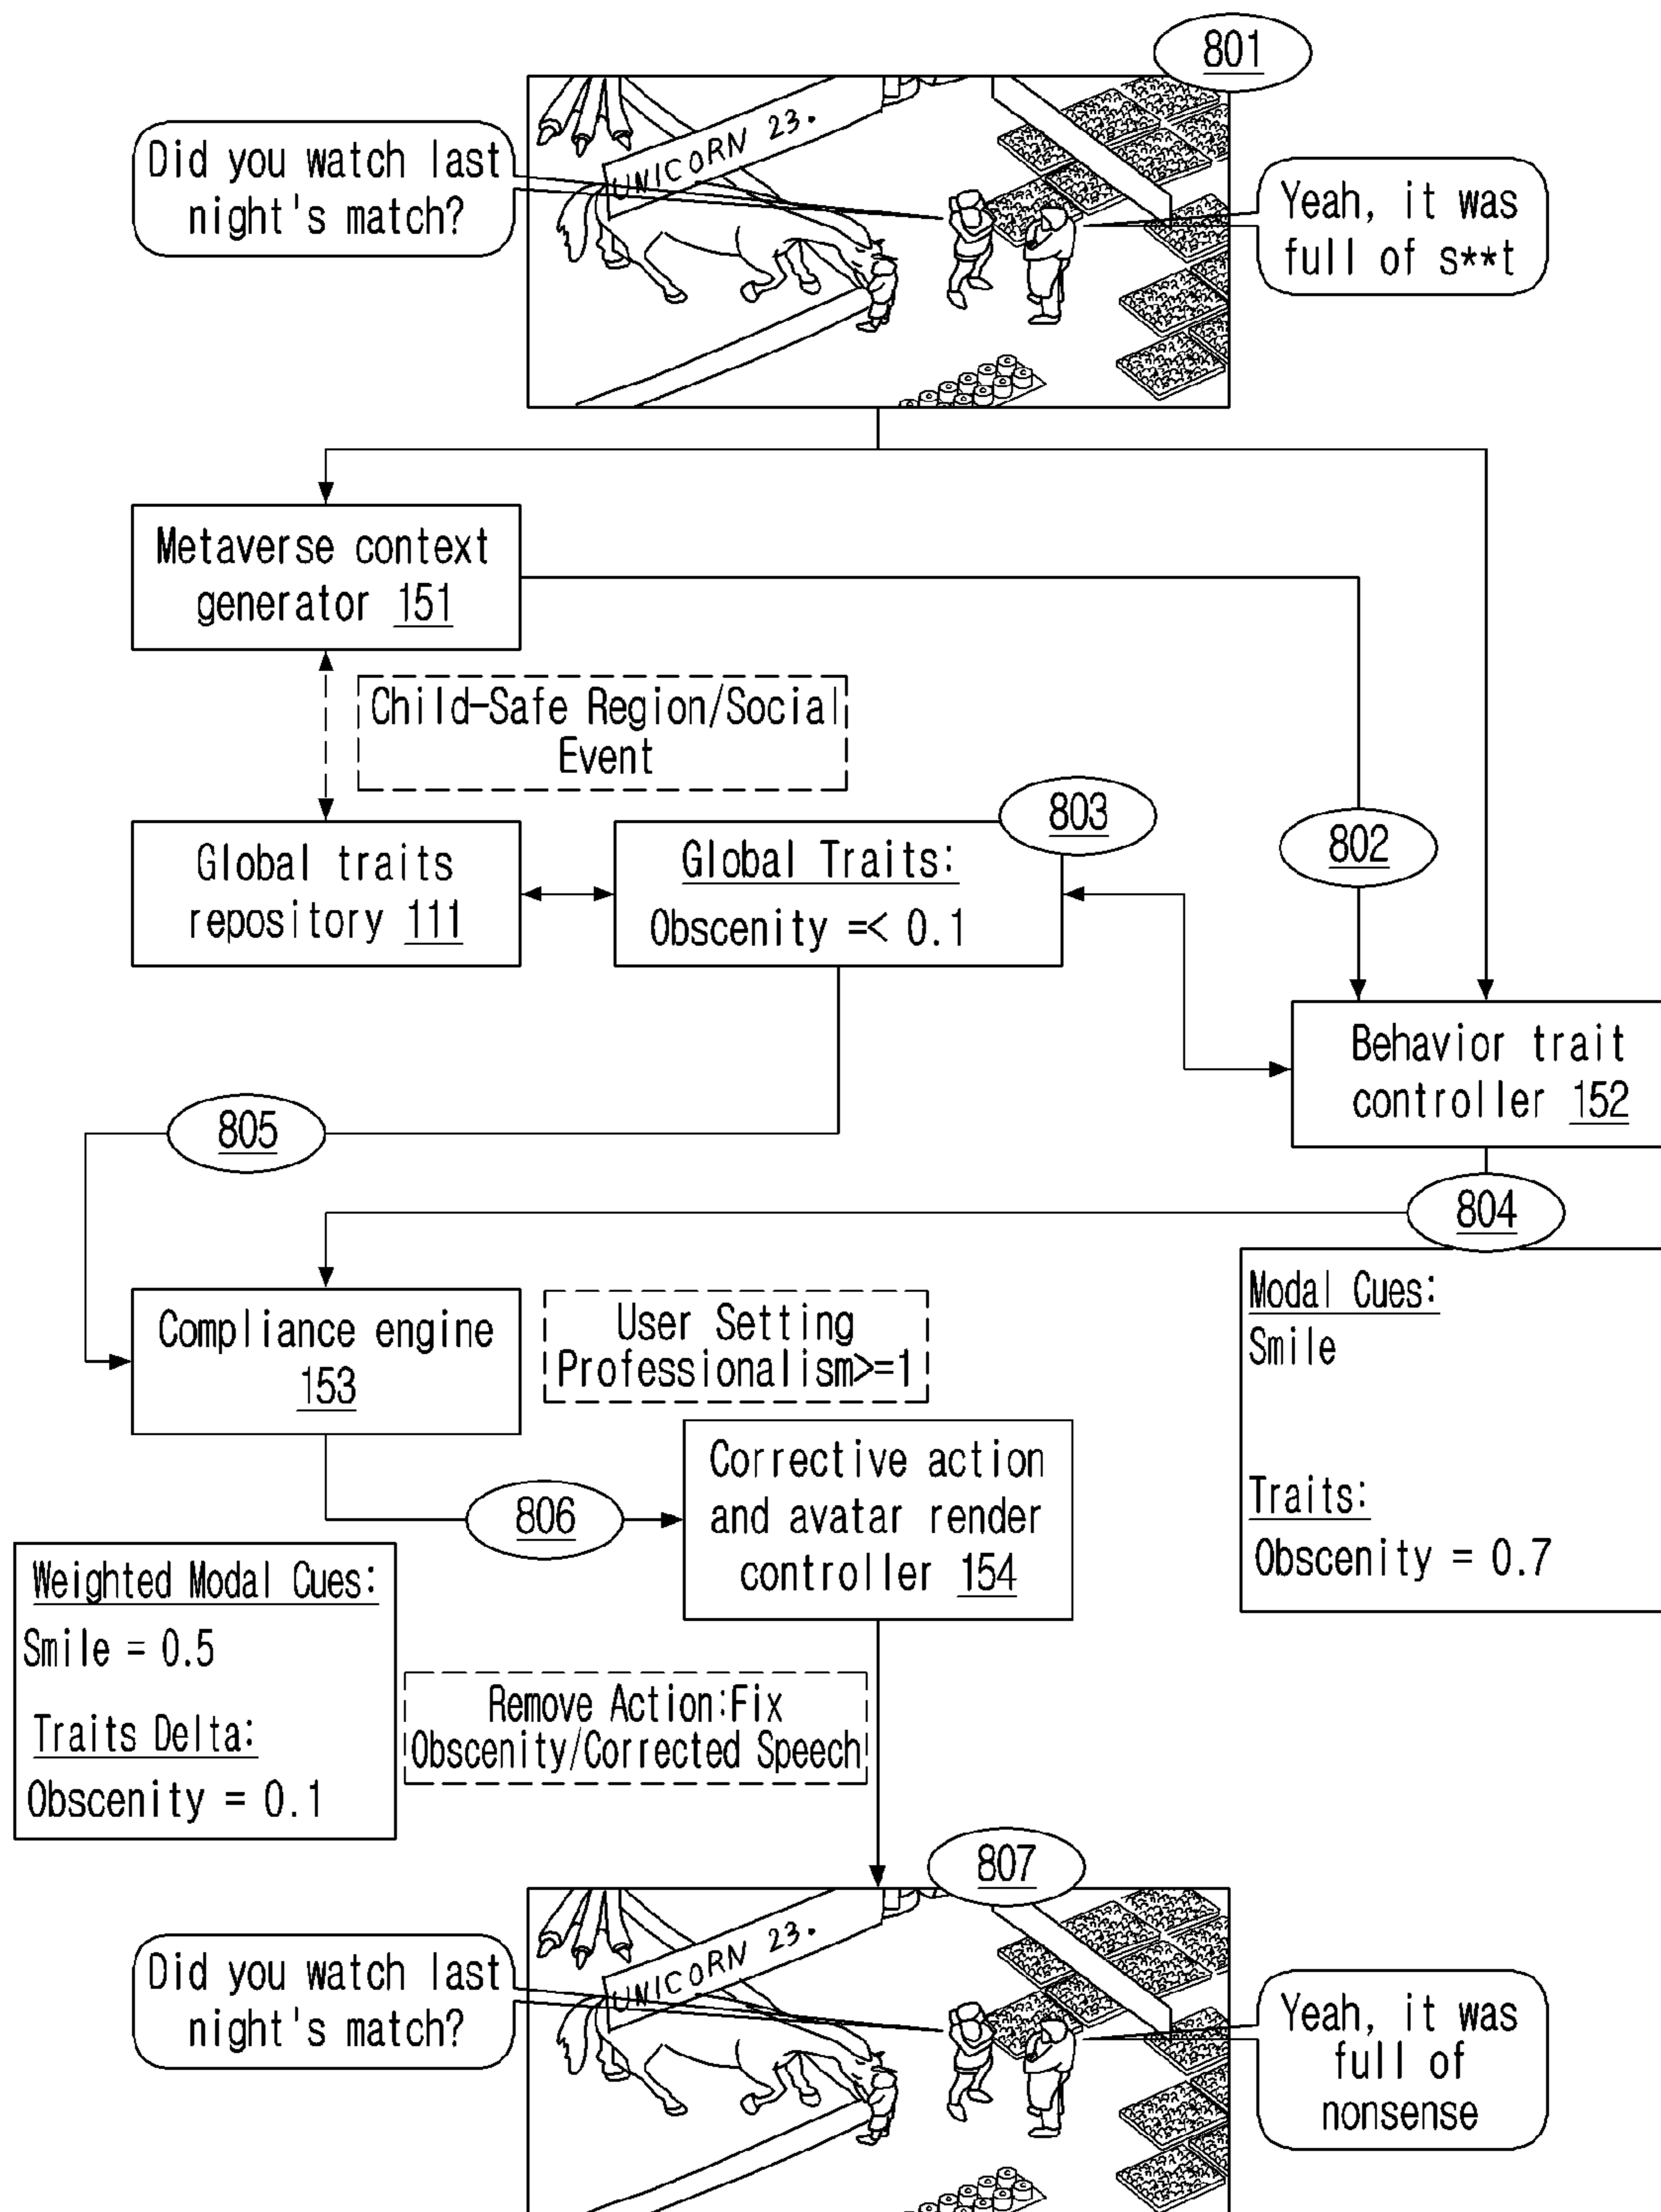 801
Did you watch last
night's match?
UNICORN 23.
Yeah, it was
full of s**t
Metaverse context
generator 151
Child-Safe Region/Social
Event
803
802
Global traits
repository 111
Global Traits:
Obscenity =< 0.1
Behavior trait
controller 152
805
804
Compliance engine
153
User Setting
Professionalism>=1
Modal Cues:
Smile
Traits:
Obscenity = 0.7
Corrective action
and avatar render
controller 154
806
Weighted Modal Cues:
Smile = 0.5
Traits Delta:
Obscenity = 0.1
Remove Action:Fix
Obscenity/Corrected Speech
807
Did you watch last
night's match?
UNICORN 23.
Yeah, it was
full of
nonsense